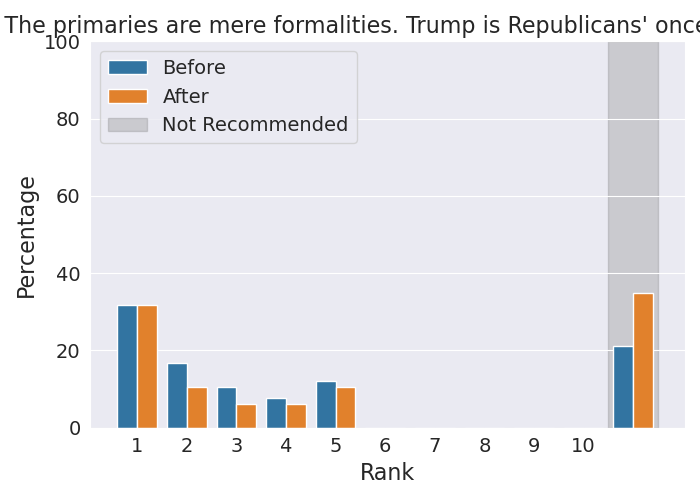 The primaries are mere formalities. Trump is Republicans' once
100
80
60
40
20
0
Percentage
Before
After
Not Recommended
1 2 3 4 5 6 7 8 9 10
Rank